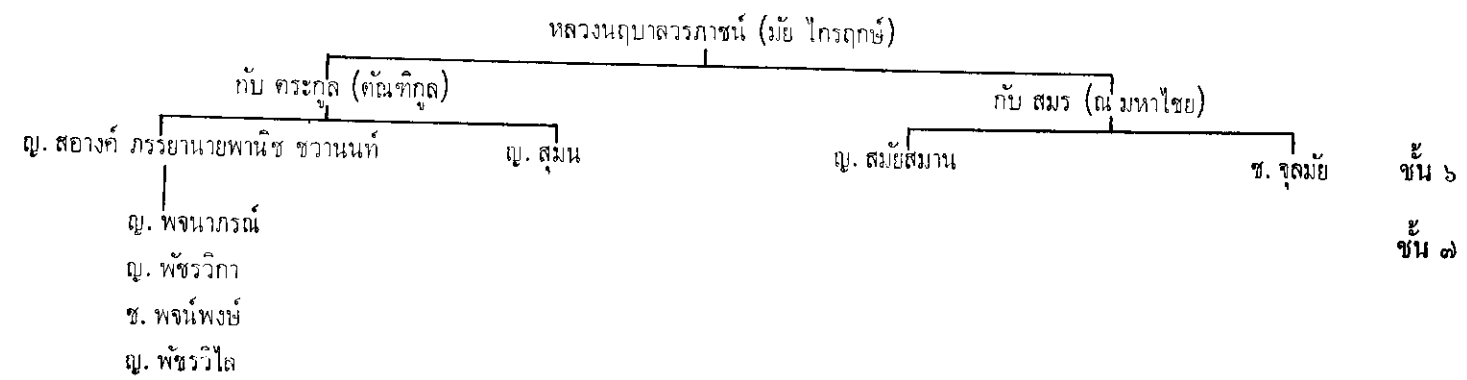 หลวงนฤบาลวรภาชน์ (มัย ไกรฤกษ์)
กับ ตระกูล (ตัณฑิกูล) กับ สมร (ณ มหาไชย)
ญ. สอางค์ ภรรยานายพานิช ชวานนท์ ญ. สุมน ญ. สมัยสมาน ช. จุลมัย ชั้น ๖
ญ. พจนาภรณ์
ชั้น ๗
ญ. พัชรวิกา
ช. พจน์พงษ์
ญ. พัชรวิไล